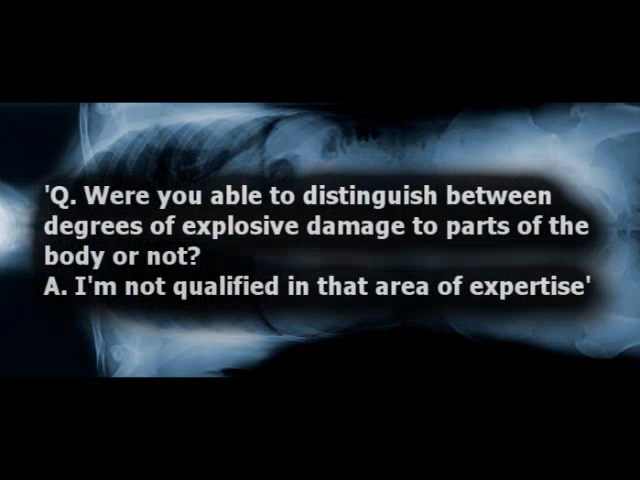 'Q. Were you able to distinguish between
degrees of explosive damage to parts of the
body or not?
A. I'm not qualified in that area of expertise'